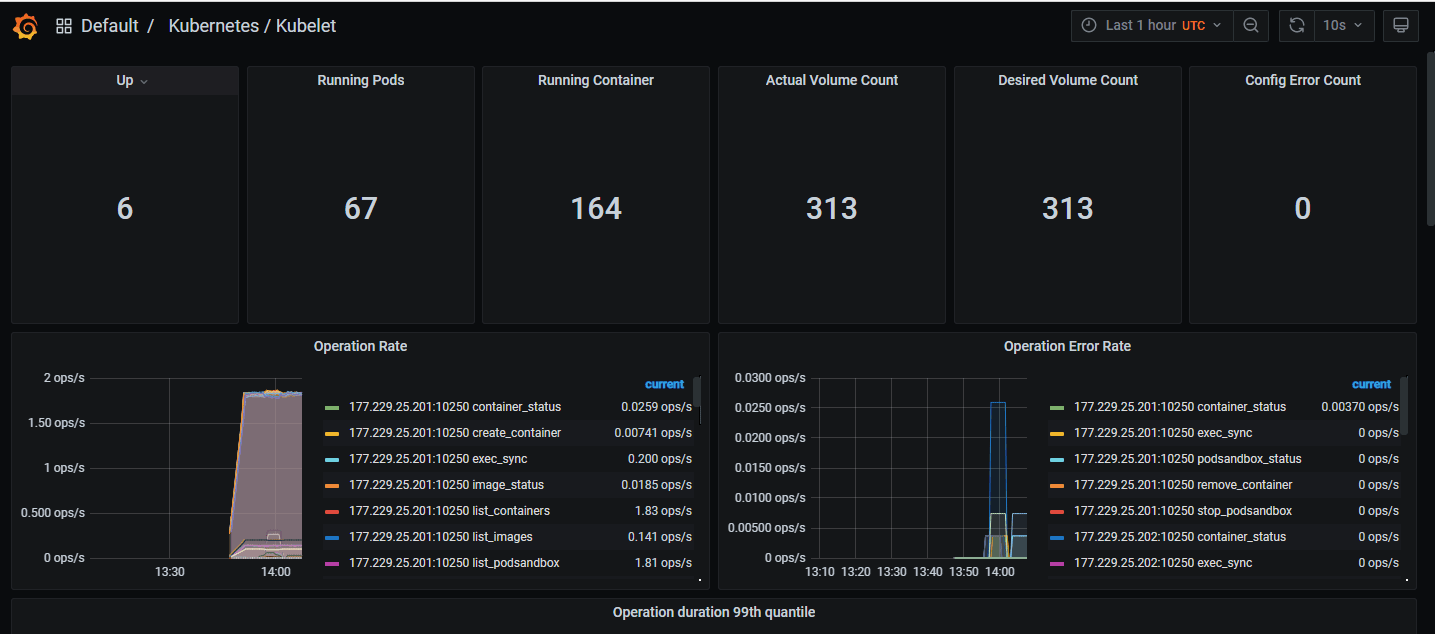 Default / Kubernetes / Kubelet Last 1 hour UTC 10s
Up Running Pods Running Container Actual Volume Count Desired Volume Count Config Error Count
6 67 164 313 313 0
Operation Rate
2 ops/s
1.50 ops/s
1 ops/s
0.500 ops/s
0 ops/s
13:30 14:00
current
177.229.25.201:10250 container_status 0.0259 ops/s
177.229.25.201:10250 create_container 0.00741 ops/s
177.229.25.201:10250 exec_sync 0.200 ops/s
177.229.25.201:10250 image_status 0.0185 ops/s
177.229.25.201:10250 list_containers 1.83 ops/s
177.229.25.201:10250 list_images 0.141 ops/s
177.229.25.201:10250 list_podsandbox 1.81 ops/s
Operation Error Rate
0.0300 ops/s
0.0250 ops/s
0.0200 ops/s
0.0150 ops/s
0.0100 ops/s
0.00500 ops/s
0 ops/s
13:10 13:20 13:30 13:40 13:50 14:00
current
177.229.25.201:10250 container_status 0.00370 ops/s
177.229.25.201:10250 exec_sync 0 ops/s
177.229.25.201:10250 podsandbox_status 0 ops/s
177.229.25.201:10250 remove_container 0 ops/s
177.229.25.201:10250 stop_podsandbox 0 ops/s
177.229.25.202:10250 container_status 0 ops/s
177.229.25.202:10250 exec_sync 0 ops/s
Operation duration 99th quantile